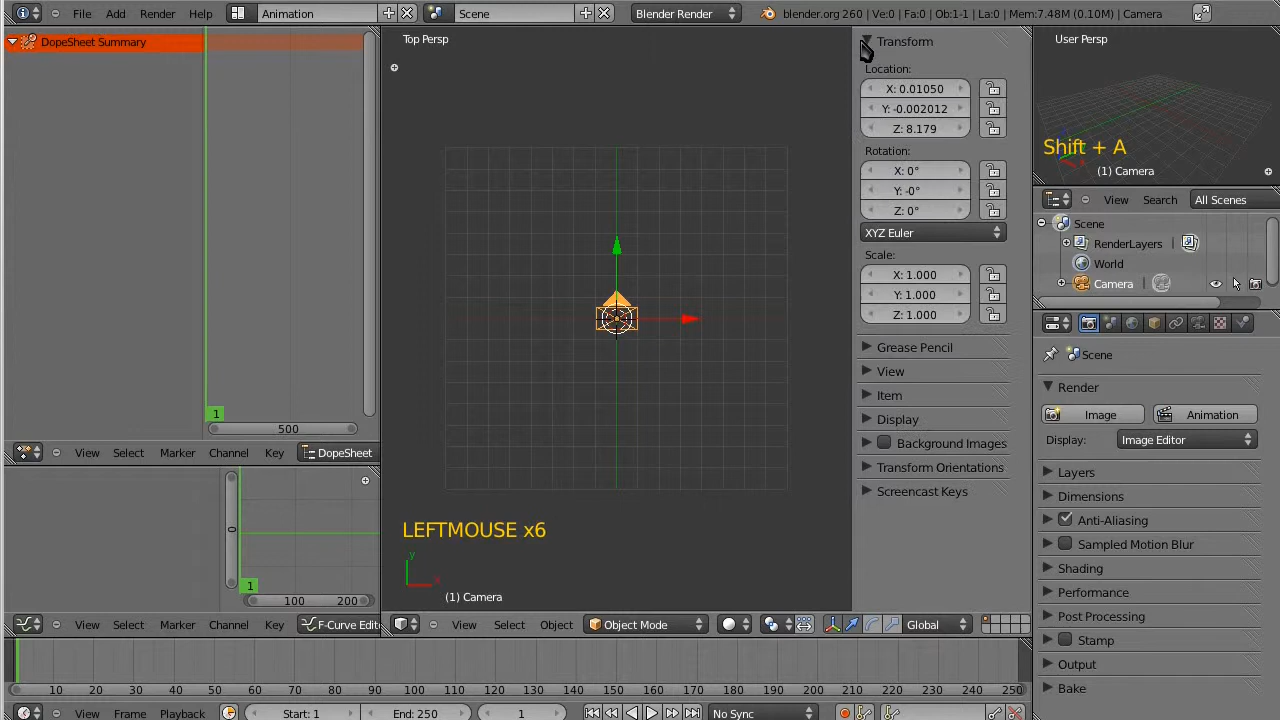 File Add Render Help Animation Scene Blender Render blender.org 260 | Ve:0 | Fa:0 | Ob:1-1 | La:0 | Mem:7.48M (0.10M) | Camera
DopeSheet Summary
1
500
View Select Marker Channel Key DopeSheet
1
100 200
View Select Marker Channel Key F-Curve Edit
Top Persp
LEFTMOUSE x6
y
x
(1) Camera
View Select Object Object Mode Global
Transform
Location:
X: 0.01050
Y: -0.002012
Z: 8.179
Rotation:
X: 0°
Y: -0°
Z: 0°
XYZ Euler
Scale:
X: 1.000
Y: 1.000
Z: 1.000
Grease Pencil
View
Item
Display
Background Images
Transform Orientations
Screencast Keys
User Persp
Shift + A
(1) Camera
View Search All Scenes
Scene
RenderLayers
World
Camera
Scene
Render
Image Animation
Display: Image Editor
Layers
Dimensions
Anti-Aliasing
Sampled Motion Blur
Shading
Performance
Post Processing
Stamp
Output
Bake
10 20 30 40 50 60 70 80 90 100 110 120 130 140 150 160 170 180 190 200 210 220 230 240 250
View Frame Playback Start: 1 End: 250 1 No Sync